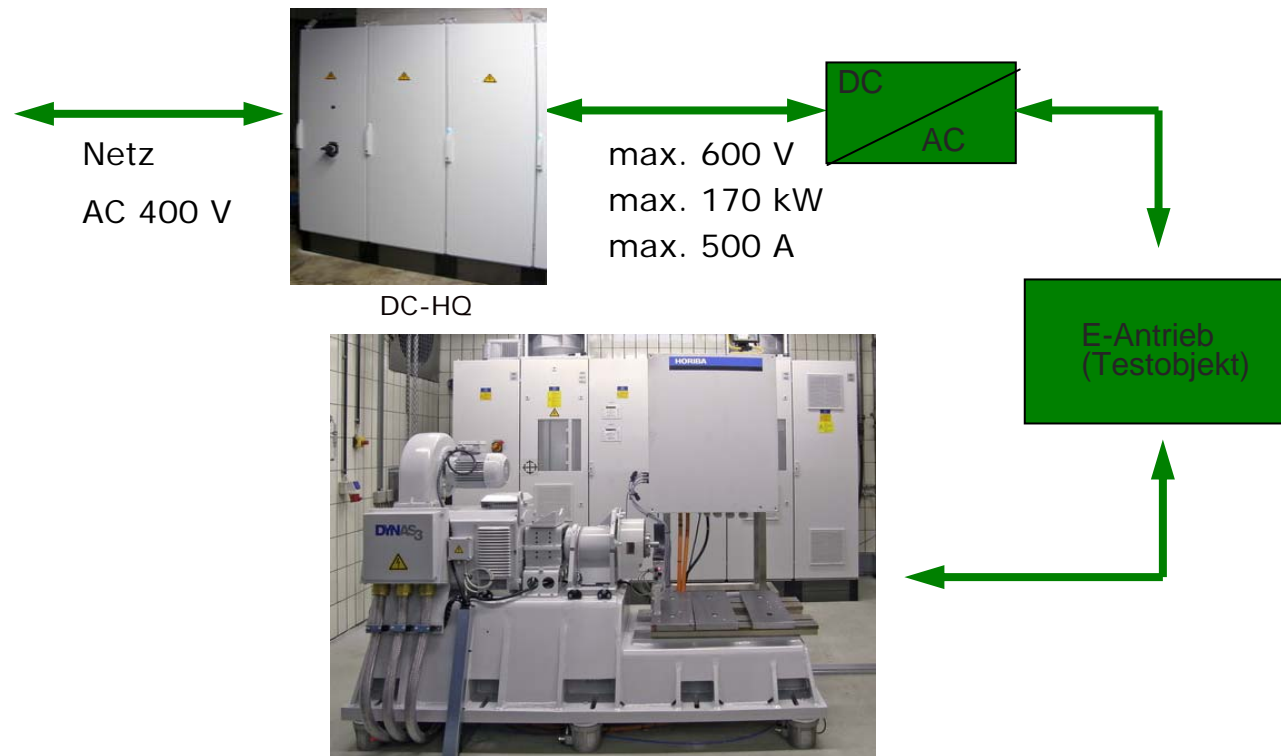 Netz
AC 400 V
DC-HQ
max. 600 V
max. 170 kW
max. 500 A
DC
AC
E-Antrieb
(Testobjekt)
HORIBA
DYNAS3